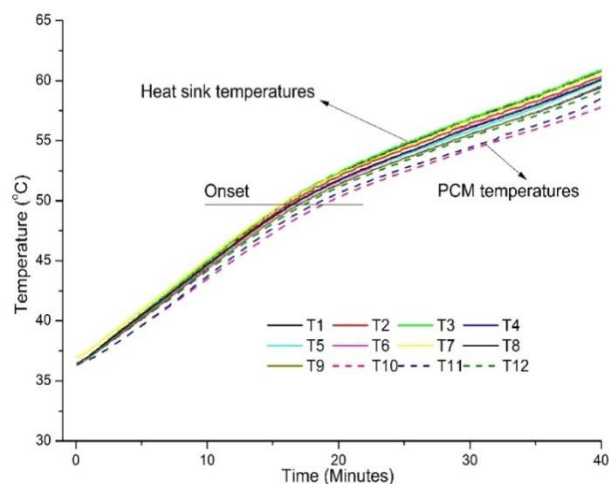 65
60
55
50
45
40
35
30
Temperature (°C)
Heat sink temperatures
Onset
PCM temperatures
T1 T2 T3 T4
T5 T6 T7 T8
T9 T10 T11 T12
0 10 20 30 40
Time (Minutes)